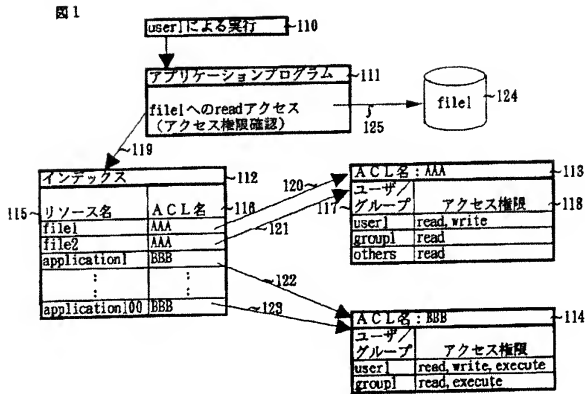 図1
user1による実行
110
アプリケーションプログラム
111
file1へのreadアクセス
(アクセス権限確認)
125
file1
124
119
インデックス
112
115
リソース名
ACL名
116
file1
AAA
file2
AAA
application1
BBB
application100
BBB
120
121
122
123
ACL名:AAA
113
117
ユーザ/
グループ
アクセス権限
118
user1
read,write
group1
read
others
read
ACL名:BBB
114
ユーザ/
グループ
アクセス権限
user1
read,write,execute
group1
read,execute